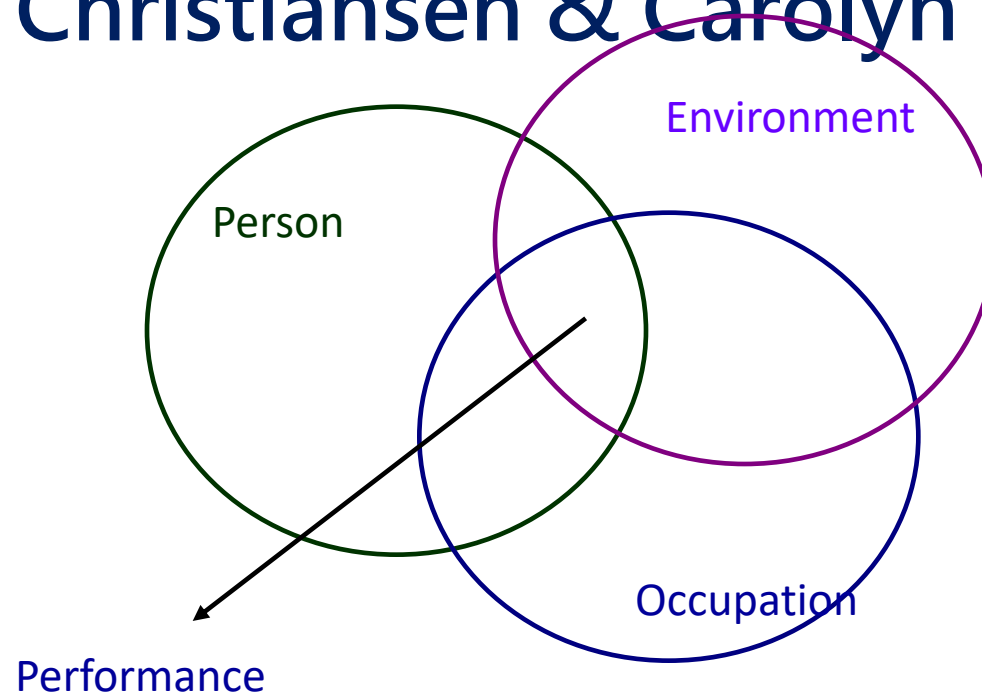 Christiansen & Carolyn
Environment
Person
Occupation
Performance